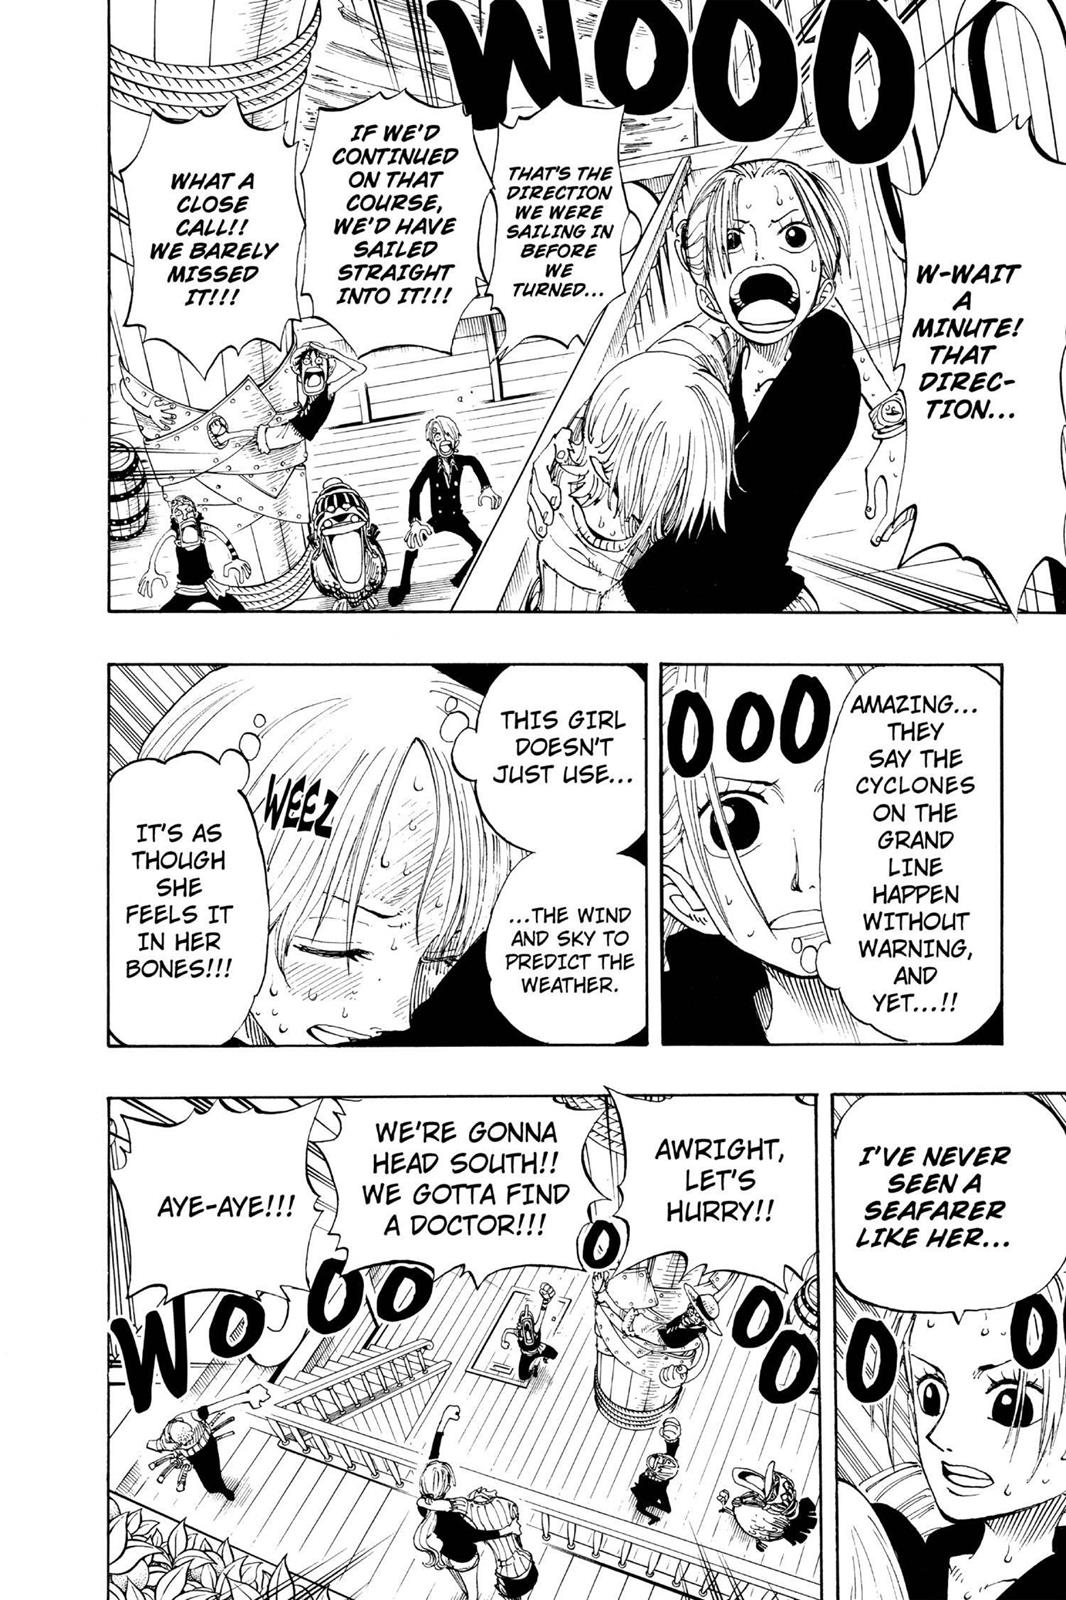 WOOO
W-WAIT
A
MINUTE!
THAT
DIREC-
TION...
THAT'S THE
DIRECTION
WE WERE
SAILING IN
BEFORE
WE
TURNED...
IF WE'D
CONTINUED
ON THAT
COURSE,
WE'D HAVE
SAILED
STRAIGHT
INTO IT!!!
WHAT A
CLOSE
CALL!!
WE BARELY
MISSED
IT!!!
OOO
AMAZING...
THEY
SAY THE
CYCLONES
ON THE
GRAND
LINE
HAPPEN
WITHOUT
WARNING,
AND
YET...!!
THIS GIRL
DOESN'T
JUST USE...
...THE WIND
AND SKY TO
PREDICT THE
WEATHER.
WEEZ
IT'S AS
THOUGH
SHE
FEELS IT
IN HER
BONES!!!
I'VE NEVER
SEEN A
SEAFARER
LIKE HER...
O O
AWRIGHT,
LET'S
HURRY!!
WE'RE GONNA
HEAD SOUTH!!
WE GOTTA FIND
A DOCTOR!!!
AYE-AYE!!!
WOOOO
O
OOOOO